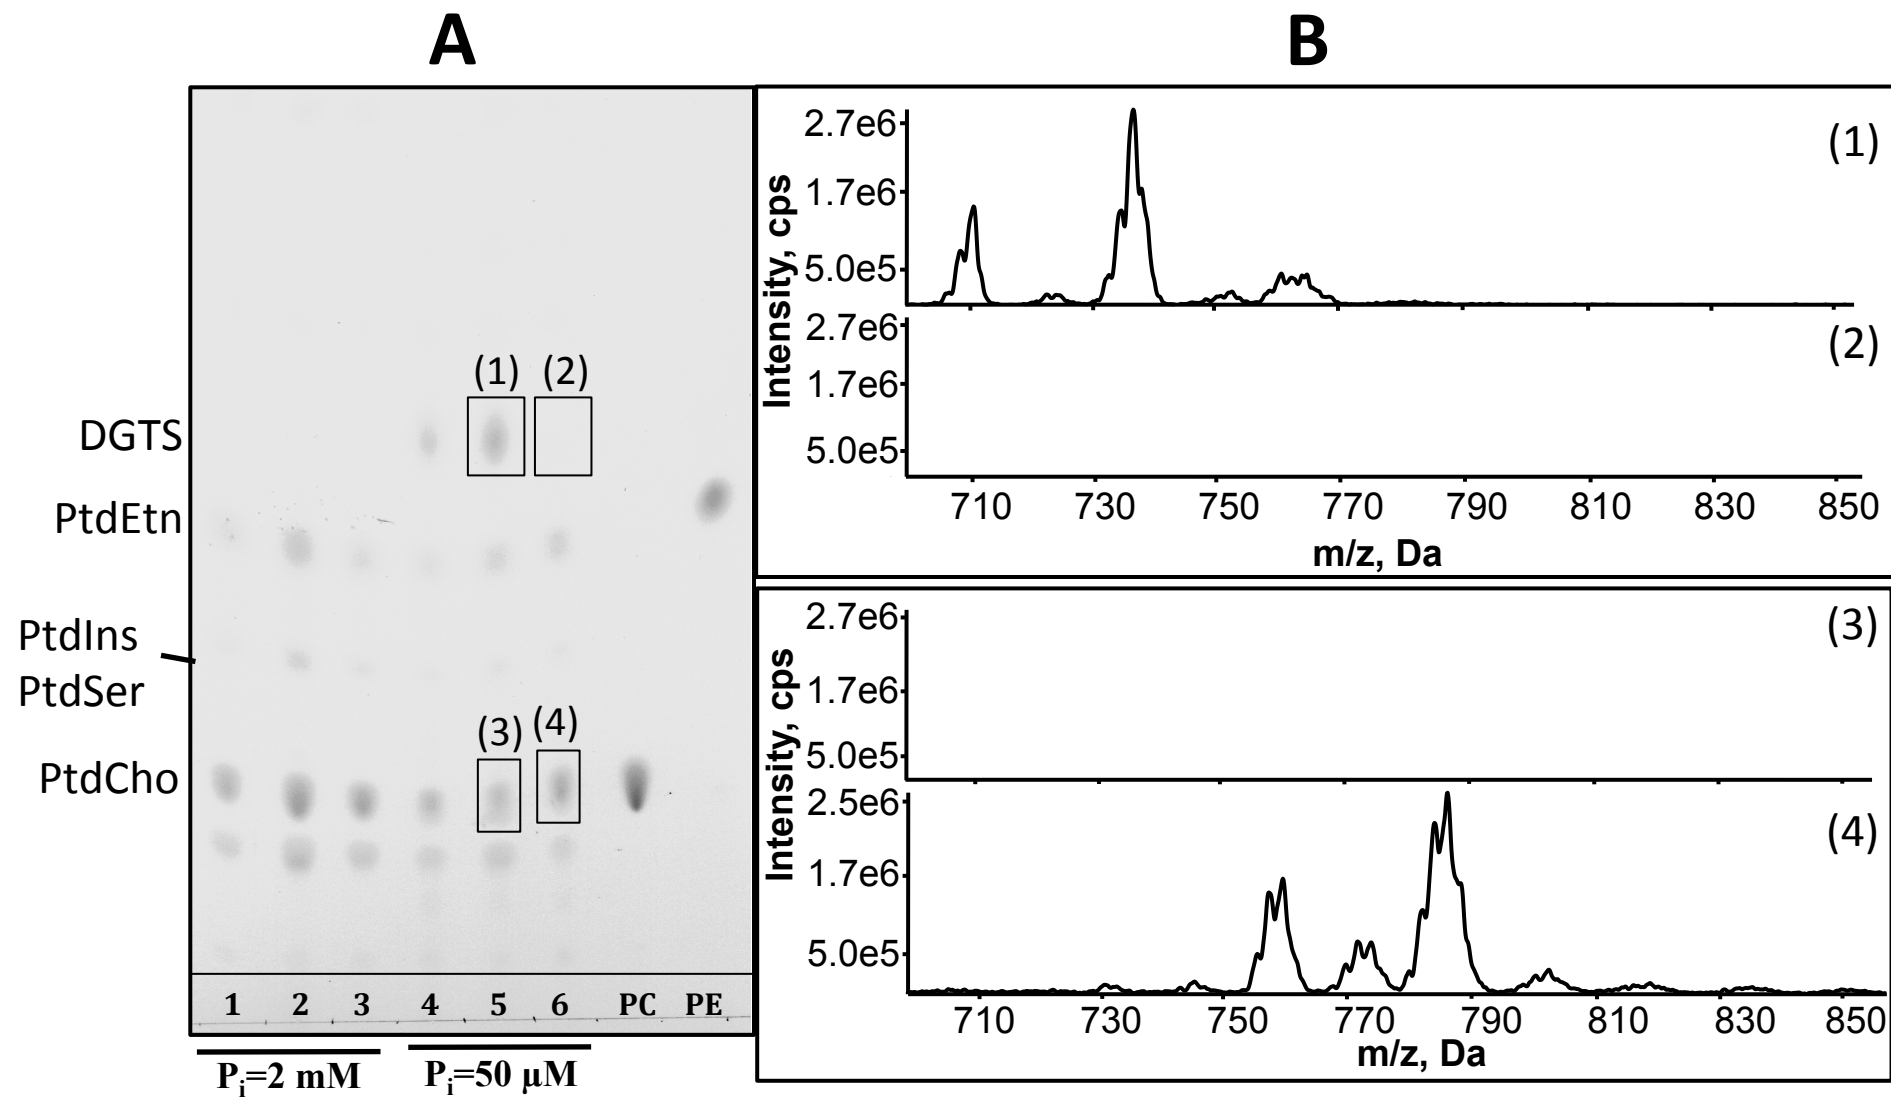 A
B
(1) (2)
DGTS
PtdEtn
PtdIns
PtdSer
(3) (4)
PtdCho
1 2 3 4 5 6 PC PE
Pi=2 mM Pi=50 µM
2.7e6
1.7e6
5.0e5
(1)
Intensity, cps
2.7e6
1.7e6
5.0e5
(2)
710 730 750 770 790 810 830 850
m/z, Da
2.7e6
1.7e6
5.0e5
(3)
Intensity, cps
2.5e6
1.7e6
5.0e5
(4)
710 730 750 770 790 810 830 850
m/z, Da